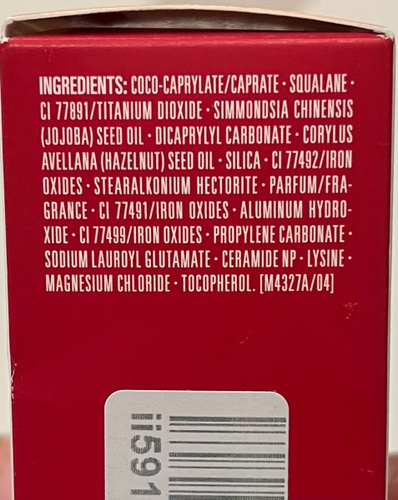 INGREDIENTS: COCO-CAPRYLATE/CAPRATE · SQUALANE ·
CI 77891/TITANIUM DIOXIDE · SIMMONDSIA CHINENSIS
(JOJOBA) SEED OIL · DICAPRYLYL CARBONATE · CORYLUS
AVELLANA (HAZELNUT) SEED OIL · SILICA · CI 77492/IRON
OXIDES · STEARALKONIUM HECTORITE · PARFUM/FRA-
GRANCE · CI 77491/IRON OXIDES · ALUMINUM HYDRO-
XIDE · CI 77499/IRON OXIDES · PROPYLENE CARBONATE ·
SODIUM LAUROYL GLUTAMATE · CERAMIDE NP · LYSINE ·
MAGNESIUM CHLORIDE · TOCOPHEROL. [M4327A/04]